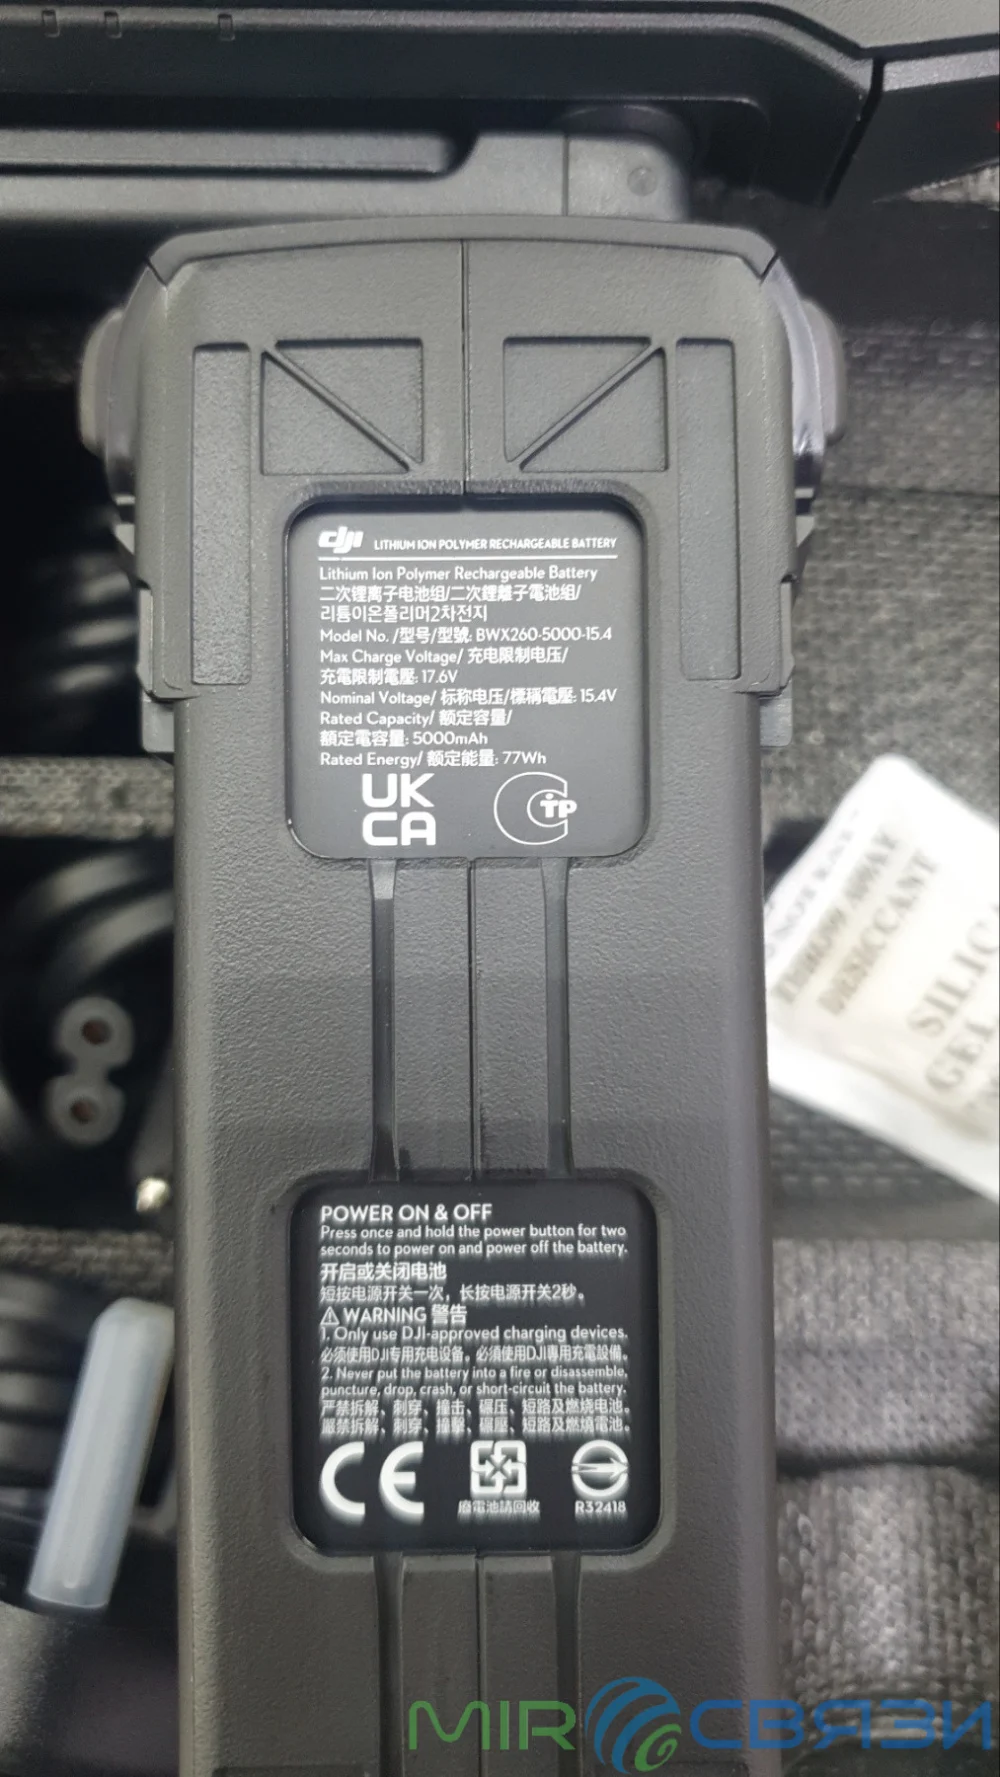 dji LITHIUM ION POLYMER RECHARGEABLE BATTERY
Lithium Ion Polymer Rechargeable Battery
二次锂离子电池组/二次鋰離子電池組/
리튬이온폴리머2차전지
Model No. /型号/型號: BWX260-5000-15.4
Max Charge Voltage/ 充电限制电压/
充電限制電壓: 17.6V
Nominal Voltage/ 标称电压/標稱電壓: 15.4V
Rated Capacity/ 额定容量/
額定電容量: 5000mAh
Rated Energy/ 额定能量: 77Wh
UK
CA
СTP
POWER ON & OFF
Press once and hold the power button for two
seconds to power on and power off the battery.
开启或关闭电池
短按电源开关一次，长按电源开关2秒。
⚠ WARNING 警告
1. Only use DJI-approved charging devices.
必须使用DJI专用充电设备。必須使用DJI專用充電設備。
2. Never put the battery into a fire or disassemble,
puncture, drop, crash, or short-circuit the battery.
严禁拆解、刺穿、撞击、碾压、短路及燃烧电池。
嚴禁拆解、刺穿、撞擊、碾壓、短路及燃燒電池。
CE
廢電池請回收
R32418
THROW AWAY
DESICCANT
SILIC
GEL
MIR СВЯЗИ